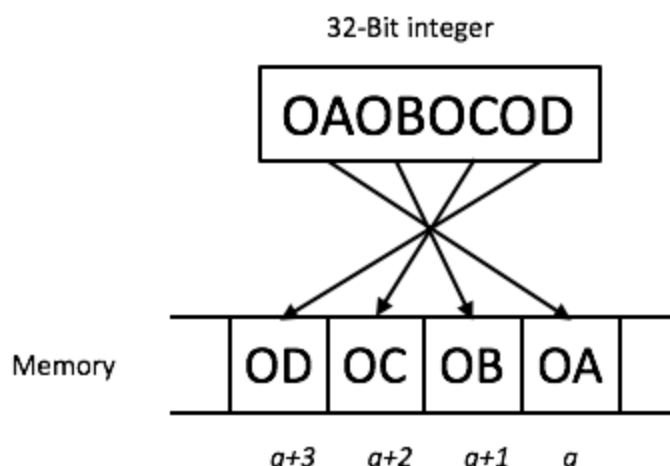 32-Bit integer
OAOBOCOD
Memory
OD OC OB OA
a+3 a+2 a+1 a